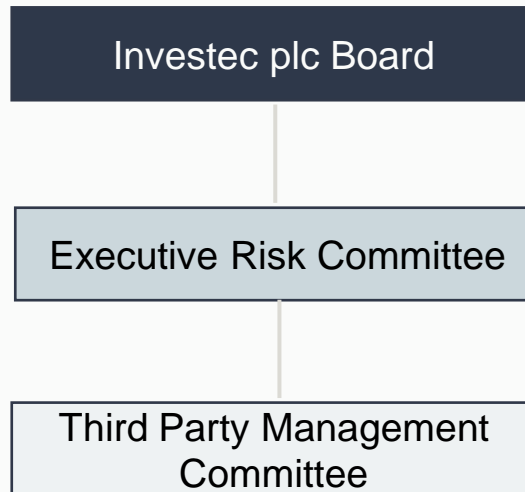 Investec plc Board
Executive Risk Committee
Third Party Management
Committee